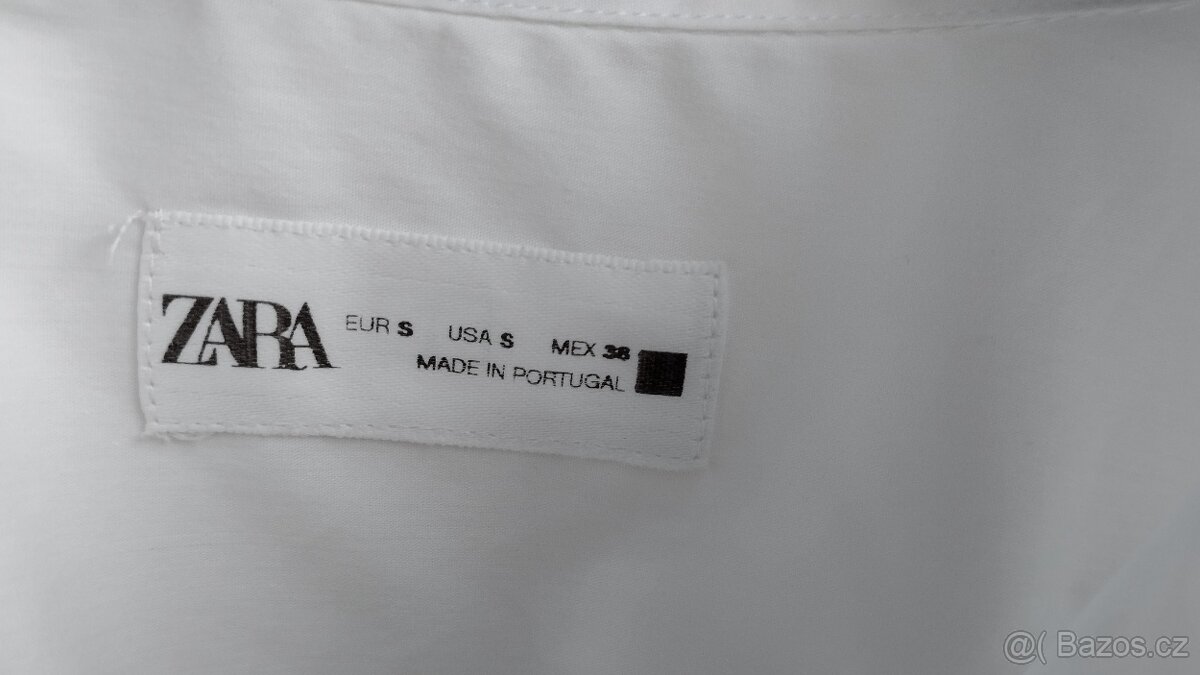 ZARA EUR S USA S MEX 38
MADE IN PORTUGAL
@( Bazos.cz